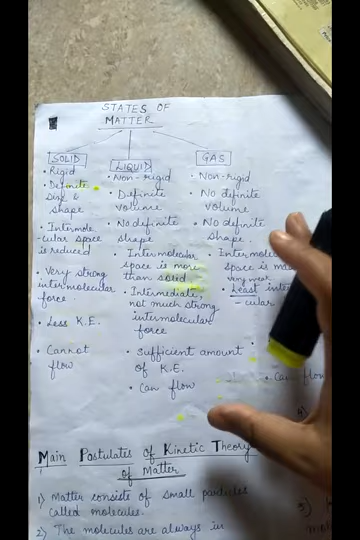 STATES OF
MATTER
SOLID
• Rigid
• Definite
size &
shape
• Intermole
-cular space
is reduced
• Very strong
intermolecular
force.
• Less K.E.
• Cannot
flow
LIQUID
• Non-rigid
• Definite
volume
• No definite
shape
• Intermolecular
space is more
than solid
• Intermediate,
not much strong
intermolecular
force
• Sufficient amount
of K.E.
• Can flow
GAS
• Non-rigid
• No definite
volume
• No definite
shape.
• Intermolec
space is
very weak
• Least inter
-cular
• Can flow
Main Postulates of Kinetic Theory
of Matter
1) Matter consists of small particles
called molecules.
2) The molecules are always in
3)